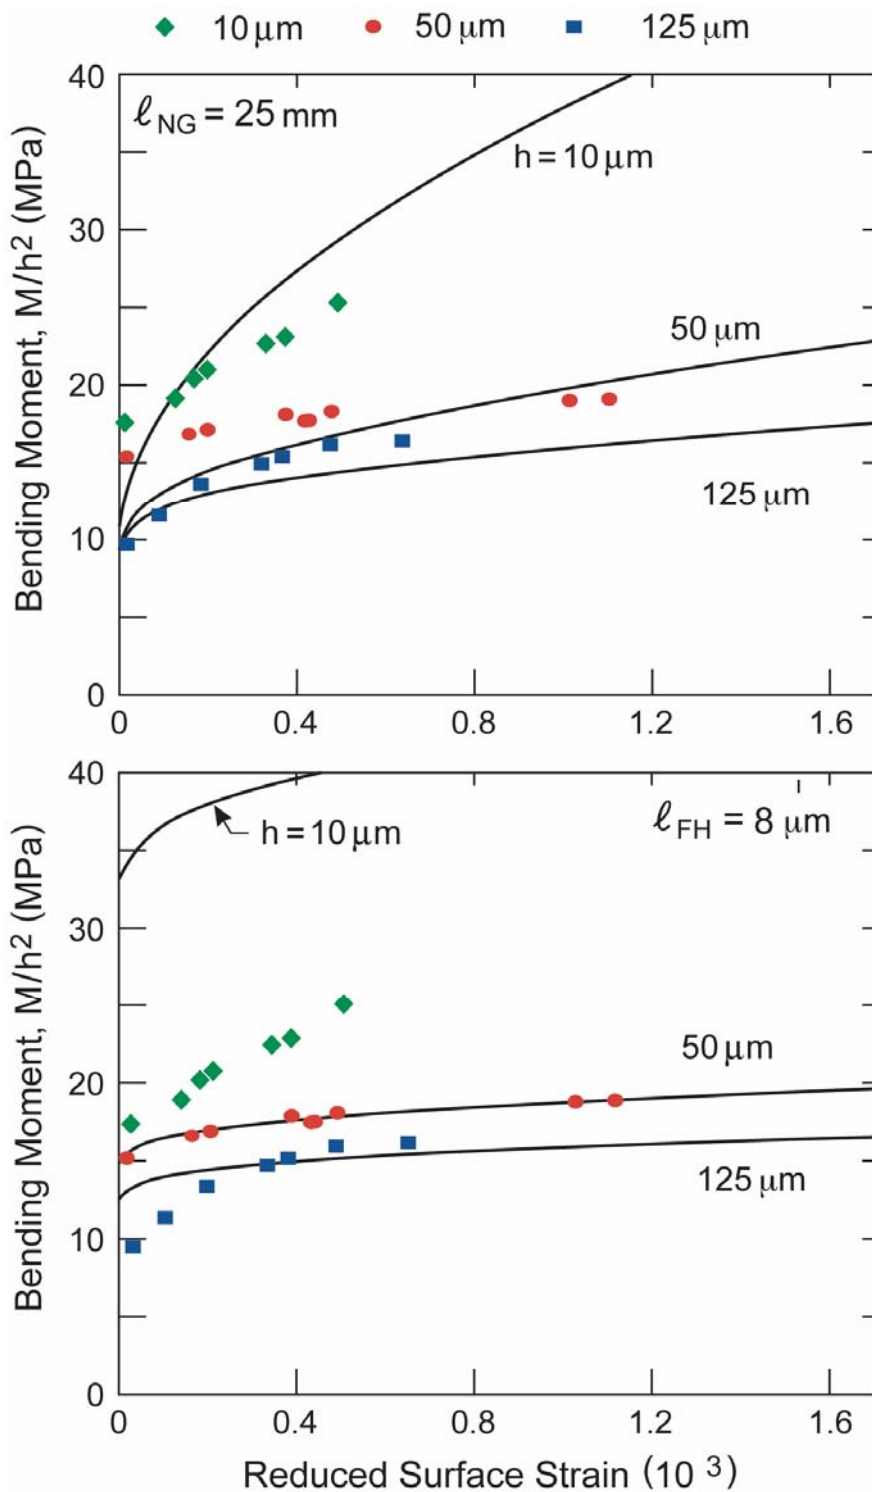 10 μm 50 μm 125 μm
40
ℓNG = 25 mm
h = 10 μm
30
50 μm
20
125 μm
10
0
Bending Moment, M/h² (MPa)
0 0.4 0.8 1.2 1.6
40
ℓFH = 8 μm
h = 10 μm
30
50 μm
20
125 μm
10
0
Bending Moment, M/h² (MPa)
0 0.4 0.8 1.2 1.6
Reduced Surface Strain (10 ³)